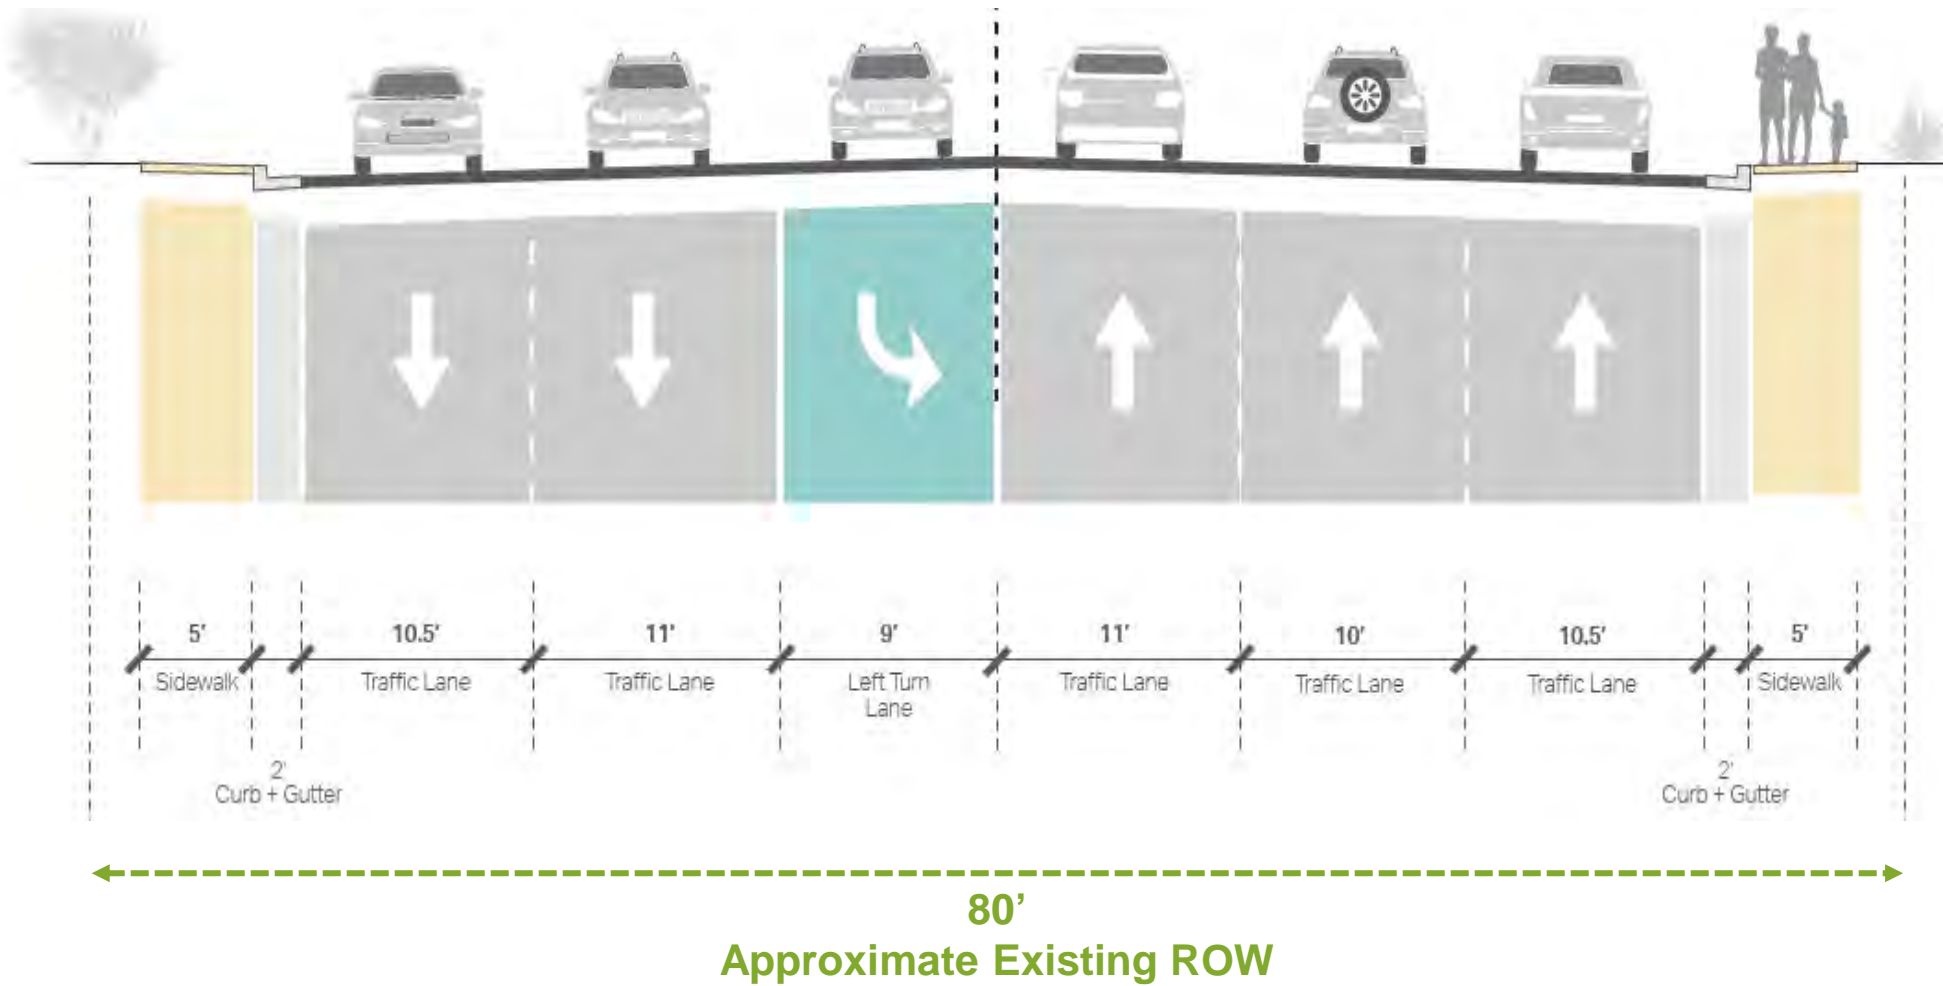 5' 10.5' 11' 9' 11' 10' 10.5' 5'
Sidewalk Traffic Lane Traffic Lane Left Turn Traffic Lane Traffic Lane Traffic Lane Sidewalk
Lane
2' 2'
Curb + Gutter Curb + Gutter
80’
Approximate Existing ROW